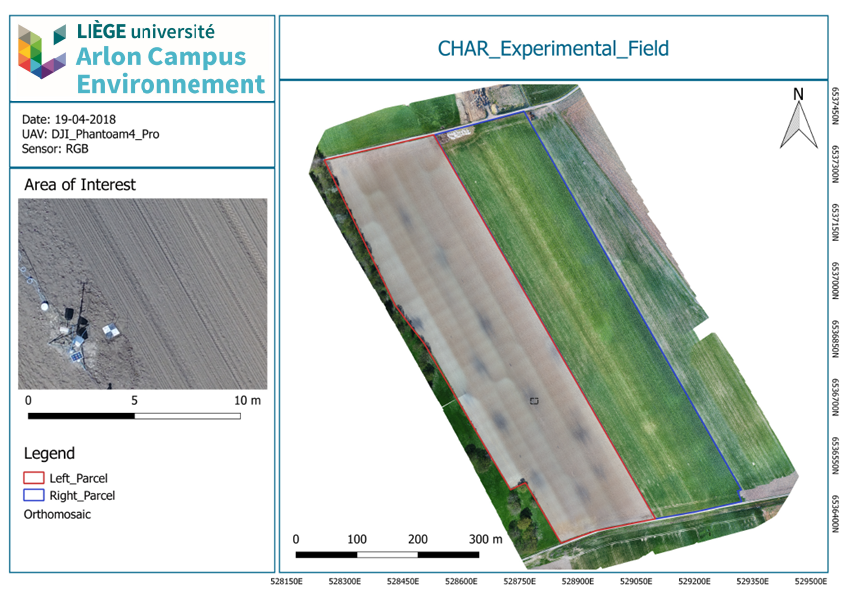 LIÈGE université
Arlon Campus
Environnement
Date: 19-04-2018
UAV: DJI_Phantoam4_Pro
Sensor: RGB
Area of Interest
0 5 10 m
Legend
Left_Parcel
Right_Parcel
Orthomosaic
CHAR_Experimental_Field
N
0 100 200 300 m
6537450N
6537300N
6537150N
6537000N
6536850N
6536700N
6536550N
6536400N
528150E 528300E 528450E 528600E 528750E 528900E 529050E 529200E 529350E 529500E